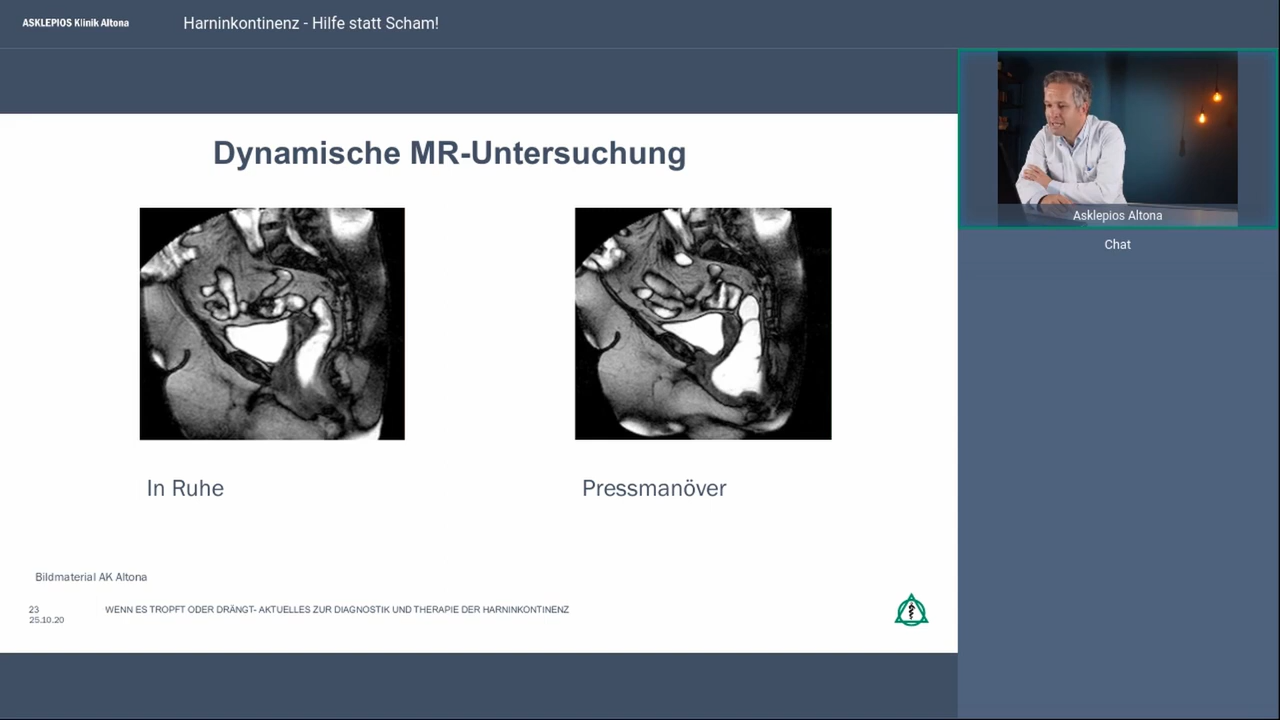 ASKLEPIOS Klinik Altona
Harninkontinenz - Hilfe statt Scham!
Dynamische MR-Untersuchung
In Ruhe
Pressmanöver
Bildmaterial AK Altona
23
25.10.20
WENN ES TROPFT ODER DRÄNGT- AKTUELLES ZUR DIAGNOSTIK UND THERAPIE DER HARNINKONTINENZ
Asklepios Altona
Chat